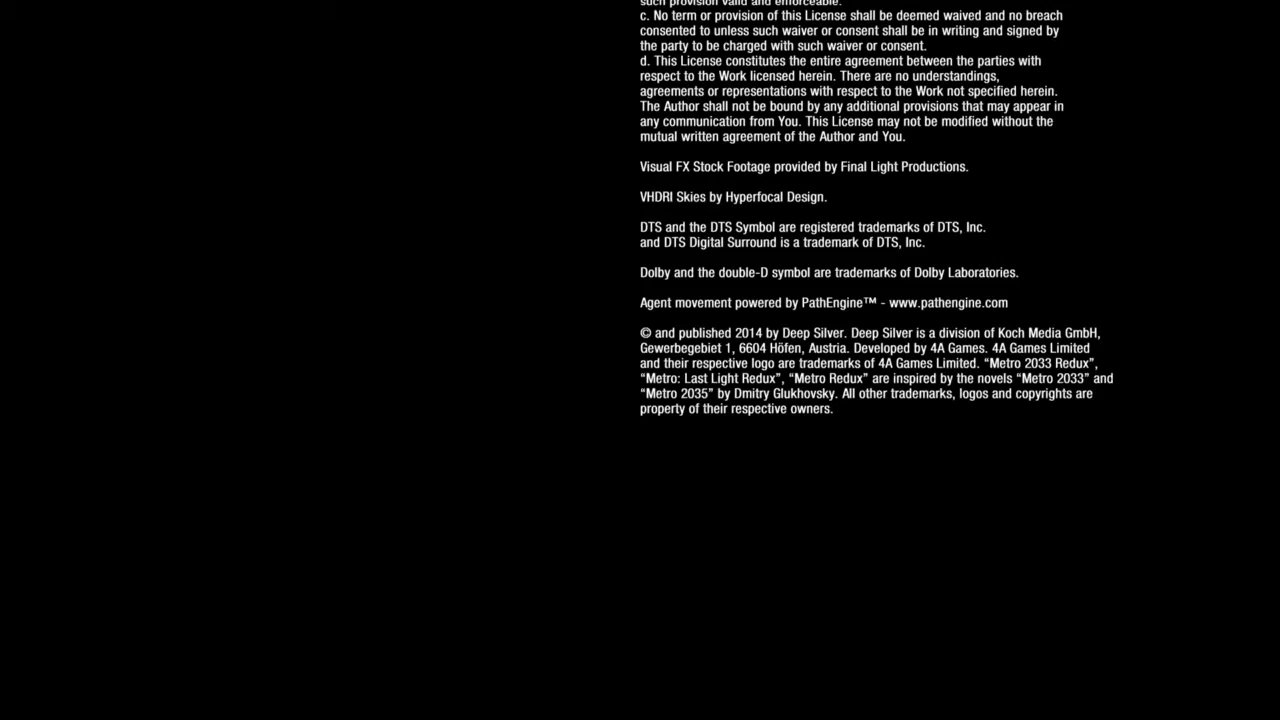 such provision valid and enforceable.
c. No term or provision of this License shall be deemed waived and no breach
consented to unless such waiver or consent shall be in writing and signed by
the party to be charged with such waiver or consent.
d. This License constitutes the entire agreement between the parties with
respect to the Work licensed herein. There are no understandings,
agreements or representations with respect to the Work not specified herein.
The Author shall not be bound by any additional provisions that may appear in
any communication from You. This License may not be modified without the
mutual written agreement of the Author and You.
Visual FX Stock Footage provided by Final Light Productions.
VHDRI Skies by Hyperfocal Design.
DTS and the DTS Symbol are registered trademarks of DTS, Inc.
and DTS Digital Surround is a trademark of DTS, Inc.
Dolby and the double-D symbol are trademarks of Dolby Laboratories.
Agent movement powered by PathEngine™ - www.pathengine.com
© and published 2014 by Deep Silver. Deep Silver is a division of Koch Media GmbH,
Gewerbegebiet 1, 6604 Höfen, Austria. Developed by 4A Games. 4A Games Limited
and their respective logo are trademarks of 4A Games Limited. “Metro 2033 Redux”,
“Metro: Last Light Redux”, “Metro Redux” are inspired by the novels “Metro 2033” and
“Metro 2035” by Dmitry Glukhovsky. All other trademarks, logos and copyrights are
property of their respective owners.